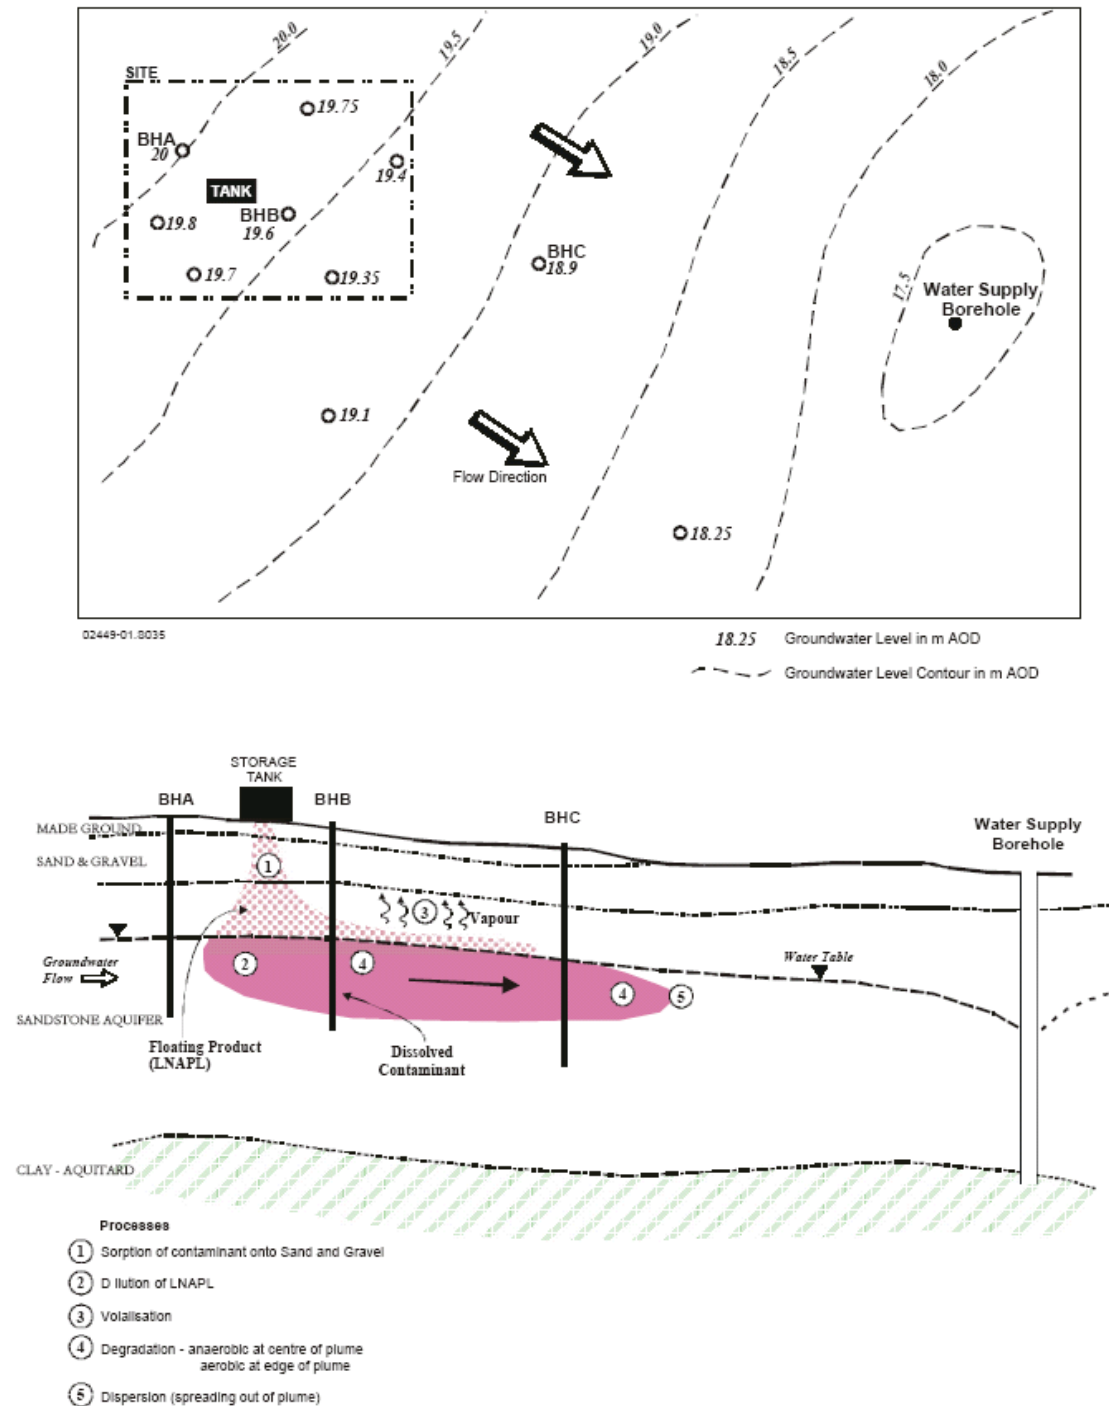 20.0
19.5
19.0
18.5
18.0
SITE
19.75
BHA
20
19.4
TANK
BHB
19.6
19.8
19.7
19.35
BHC
18.9
17.5
Water Supply
Borehole
19.1
Flow Direction
18.25
02449-01.8035
18.25 Groundwater Level in m AOD
Groundwater Level Contour in m AOD
STORAGE
TANK
BHA
BHB
BHC
Water Supply
Borehole
MADE GROUND
SAND & GRAVEL
1
3
Vapour
Groundwater
Flow
2
4
4
5
Water Table
SANDSTONE AQUIFER
Floating Product
(LNAPL)
Dissolved
Contaminant
CLAY - AQUITARD
Processes
1 Sorption of contaminant onto Sand and Gravel
2 Dilution of LNAPL
3 Volalisation
4 Degradation - anaerobic at centre of plume
aerobic at edge of plume
5 Dispersion (spreading out of plume)